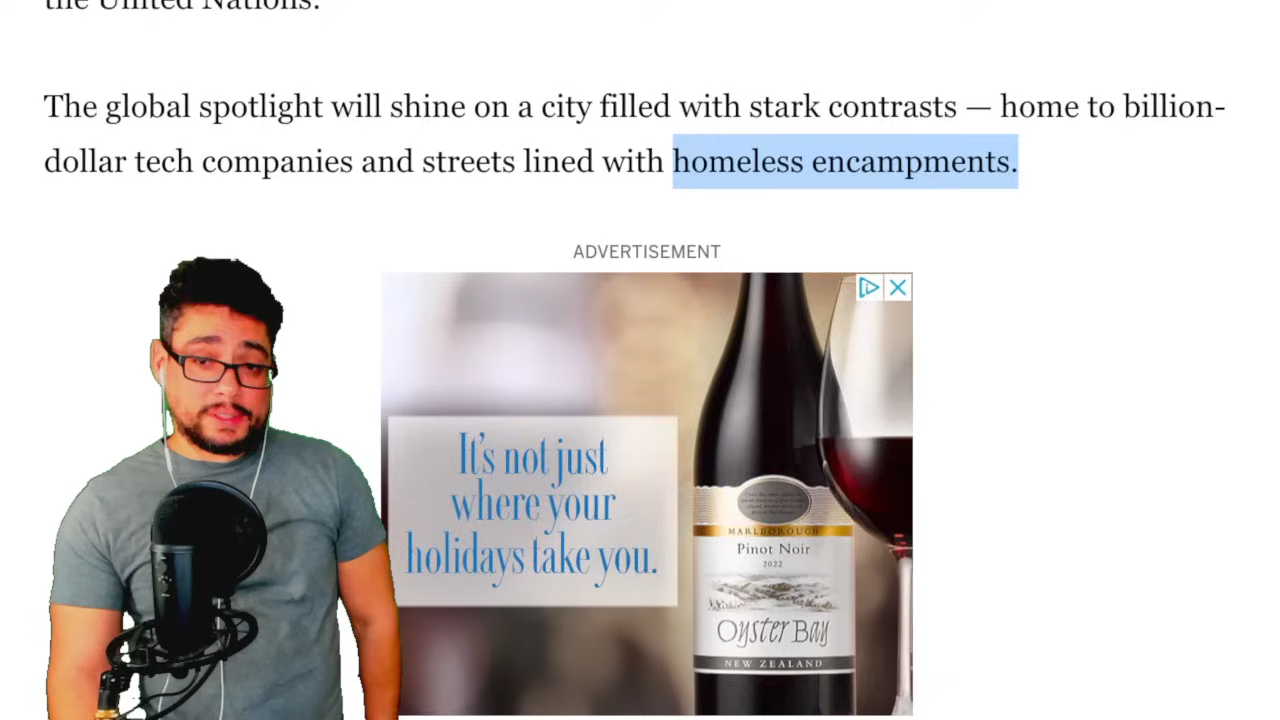 the United Nations.
The global spotlight will shine on a city filled with stark contrasts — home to billion-
dollar tech companies and streets lined with homeless encampments.
ADVERTISEMENT
It's not just
where your
holidays take you.
MARLBOROUGH
Pinot Noir
2022
Oyster Bay
NEW ZEALAND